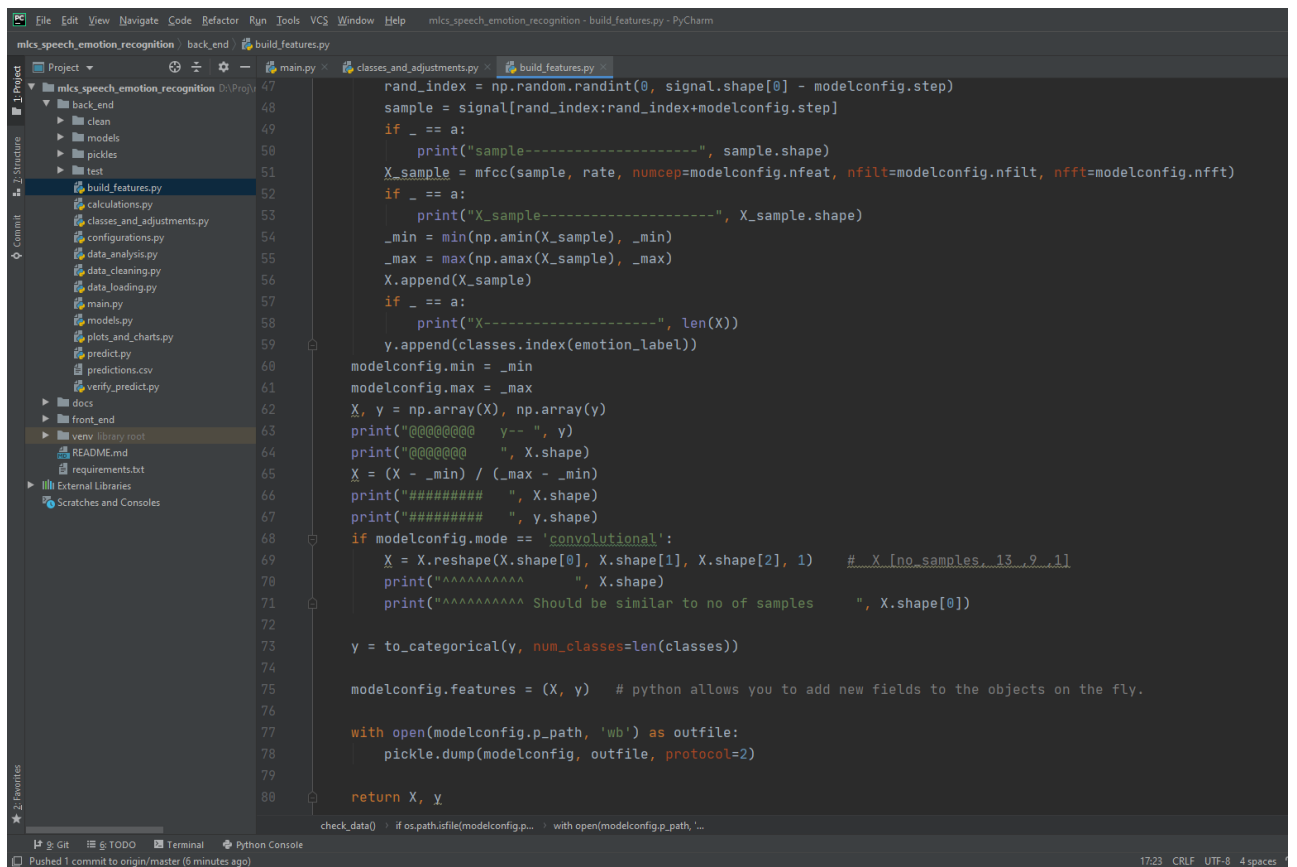 PC File Edit View Navigate Code Refactor Run Tools VCS Window Help mlcs_speech_emotion_recognition - build_features.py - PyCharm
mlcs_speech_emotion_recognition back_end build_features.py
1: Project
Project
main.py
classes_and_adjustments.py
build_features.py
mlcs_speech_emotion_recognition D:\Proj\
back_end
clean
models
pickles
test
build_features.py
calculations.py
classes_and_adjustments.py
configurations.py
data_analysis.py
data_cleaning.py
data_loading.py
main.py
models.py
plots_and_charts.py
predict.py
predictions.csv
verify_predict.py
docs
front_end
venv library root
README.md
requirements.txt
External Libraries
Scratches and Consoles
7: Structure
Commit
2: Favorites
47 rand_index = np.random.randint(0, signal.shape[0] - modelconfig.step)
48 sample = signal[rand_index:rand_index+modelconfig.step]
49 if _ == a:
50 print("sample----------------------", sample.shape)
51 X_sample = mfcc(sample, rate, numcep=modelconfig.nfeat, nfilt=modelconfig.nfilt, nfft=modelconfig.nfft)
52 if _ == a:
53 print("X_sample----------------------", X_sample.shape)
54 _min = min(np.amin(X_sample), _min)
55 _max = max(np.amax(X_sample), _max)
56 X.append(X_sample)
57 if _ == a:
58 print("X----------------------", len(X))
59 y.append(classes.index(emotion_label))
60 modelconfig.min = _min
61 modelconfig.max = _max
62 X, y = np.array(X), np.array(y)
63 print("@@@@@@@@   y-- ", y)
64 print("@@@@@@@    ", X.shape)
65 X = (X - _min) / (_max - _min)
66 print("#########   ", X.shape)
67 print("#########   ", y.shape)
68 if modelconfig.mode == 'convolutional':
69 X = X.reshape(X.shape[0], X.shape[1], X.shape[2], 1)    #  X [no_samples, 13 ,9 ,1]
70 print("^^^^^^^^^^      ", X.shape)
71 print("^^^^^^^^^^ Should be similar to no of samples     ", X.shape[0])
72
73 y = to_categorical(y, num_classes=len(classes))
74
75 modelconfig.features = (X, y)   # python allows you to add new fields to the objects on the fly.
76
77 with open(modelconfig.p_path, 'wb') as outfile:
78 pickle.dump(modelconfig, outfile, protocol=2)
79
80 return X, y
check_data() if os.path.isfile(modelconfig.p... with open(modelconfig.p_path, '...
9: Git 6: TODO Terminal Python Console
Pushed 1 commit to origin/master (6 minutes ago) 17:23 CRLF UTF-8 4 spaces